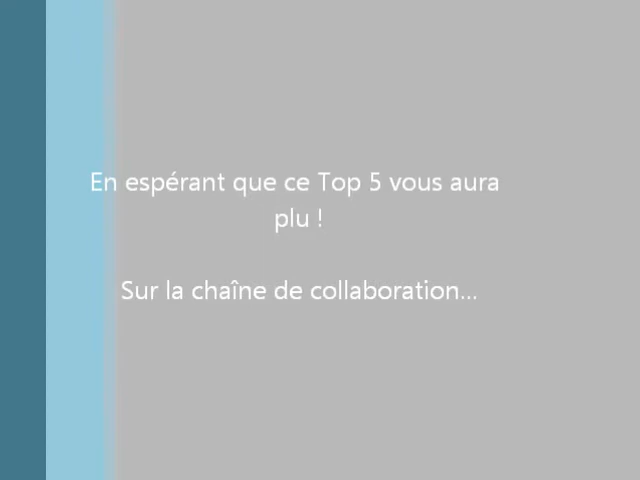 En espérant que ce Top 5 vous aura
plu !
Sur la chaîne de collaboration...